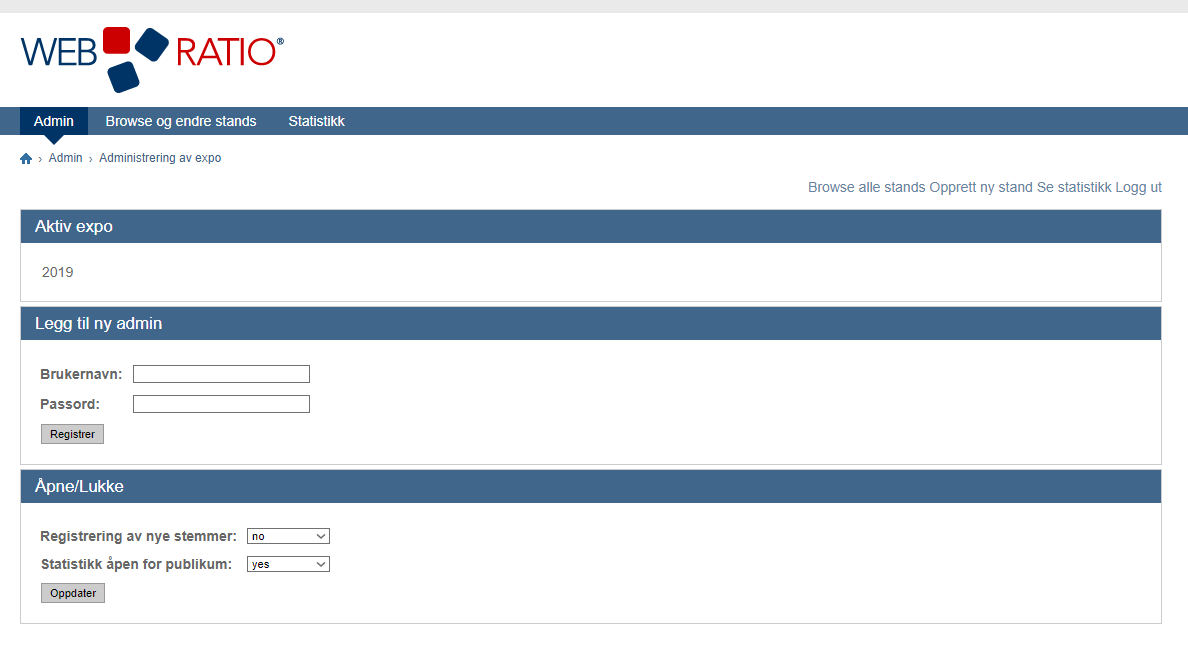 WEB RATIO®
Admin Browse og endre stands Statistikk
› Admin › Administrering av expo
Browse alle stands Opprett ny stand Se statistikk Logg ut
Aktiv expo
2019
Legg til ny admin
Brukernavn:
Passord:
Registrer
Åpne/Lukke
Registrering av nye stemmer: no
Statistikk åpen for publikum: yes
Oppdater